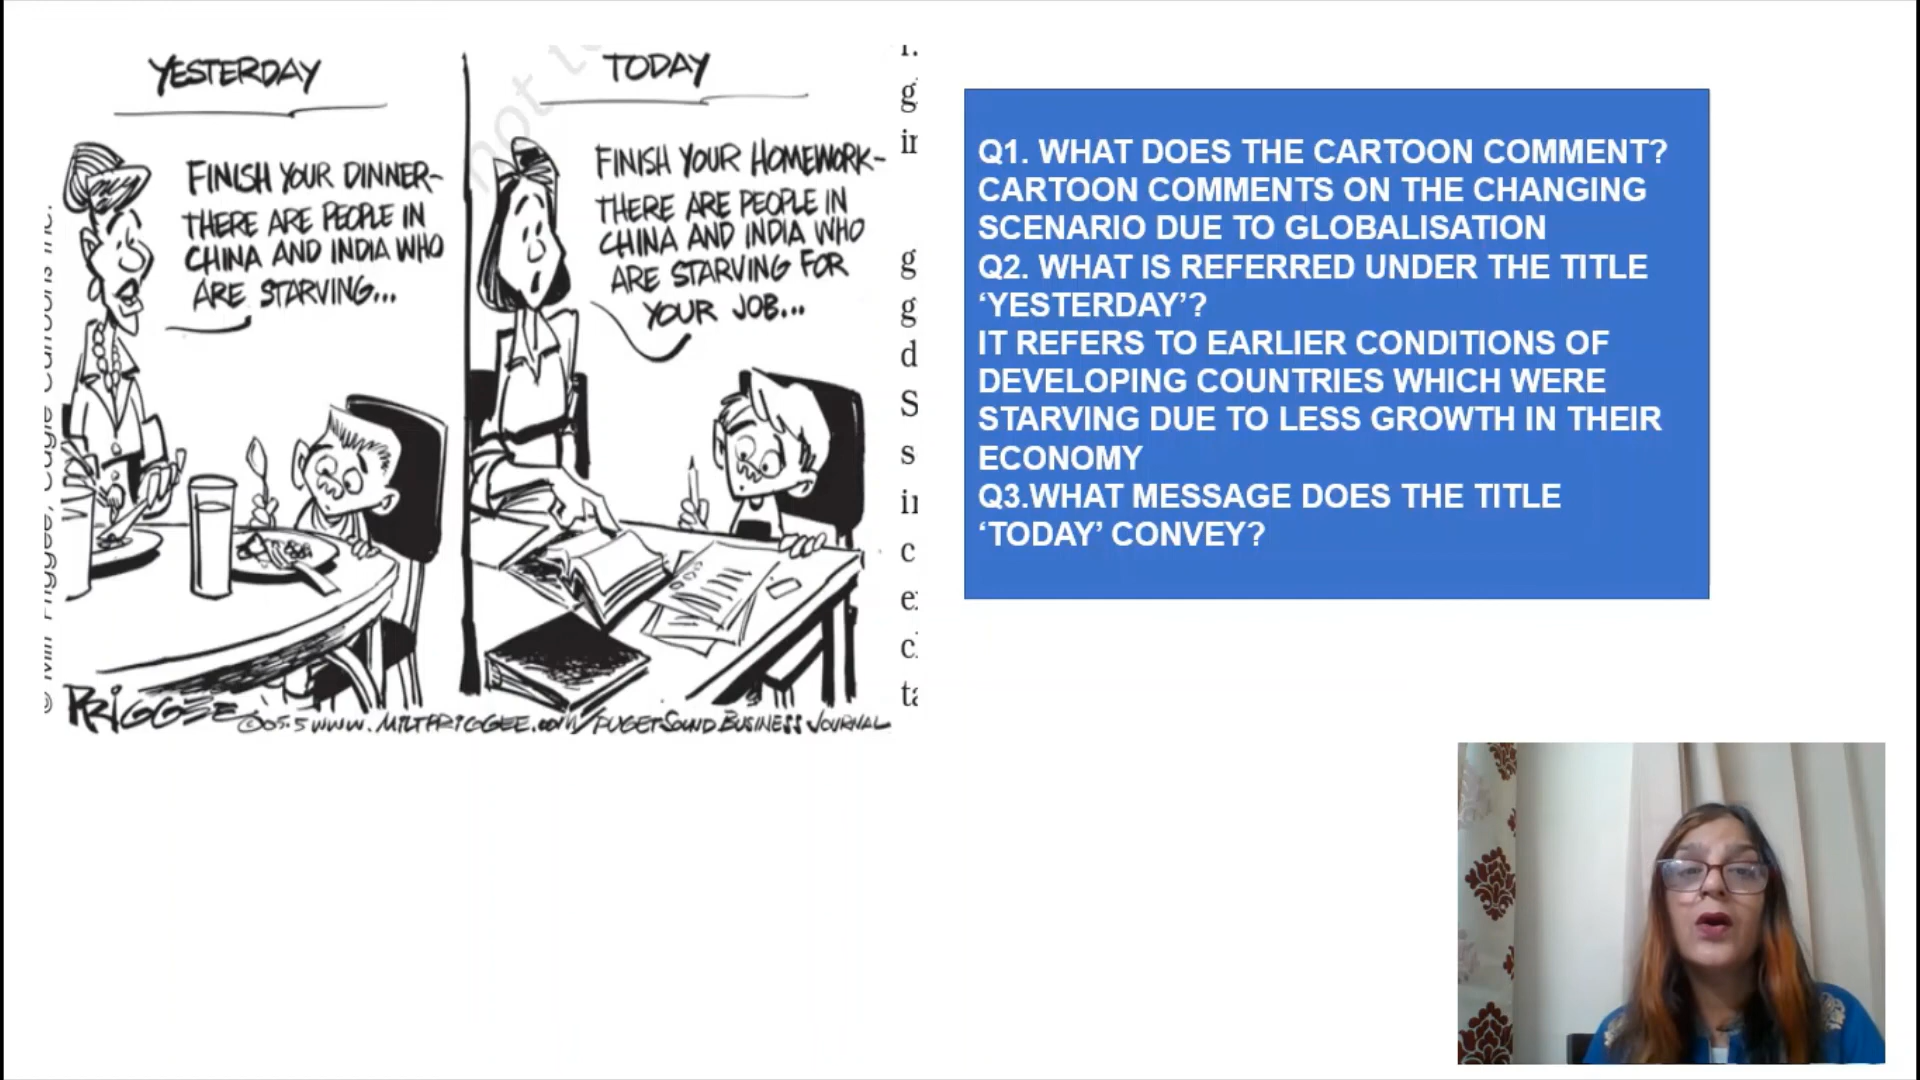 YESTERDAY
FINISH YOUR DINNER-
THERE ARE PEOPLE IN
CHINA AND INDIA WHO
ARE STARVING...
TODAY
FINISH YOUR HOMEWORK-
THERE ARE PEOPLE IN
CHINA AND INDIA WHO
ARE STARVING FOR
YOUR JOB...
not
PRIGGEE ©05.5 WWW.MILTPRIGGEE.COM/PUGET SOUND BUSINESS JOURNAL
Q1. WHAT DOES THE CARTOON COMMENT?
CARTOON COMMENTS ON THE CHANGING
SCENARIO DUE TO GLOBALISATION
Q2. WHAT IS REFERRED UNDER THE TITLE
‘YESTERDAY’?
IT REFERS TO EARLIER CONDITIONS OF
DEVELOPING COUNTRIES WHICH WERE
STARVING DUE TO LESS GROWTH IN THEIR
ECONOMY
Q3.WHAT MESSAGE DOES THE TITLE
‘TODAY’ CONVEY?